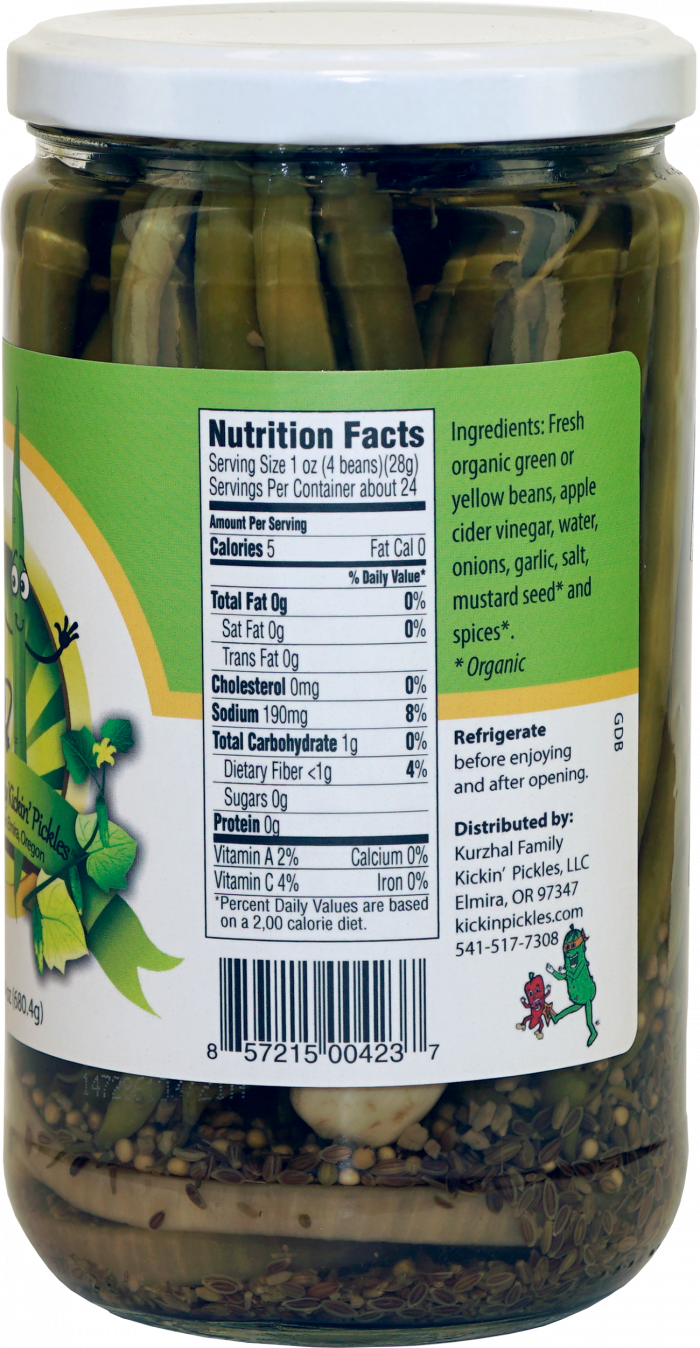 Nutrition Facts
Serving Size 1 oz (4 beans)(28g)
Servings Per Container about 24
Amount Per Serving
Calories 5 Fat Cal 0
% Daily Value*
Total Fat 0g 0%
Sat Fat 0g 0%
Trans Fat 0g
Cholesterol 0mg 0%
Sodium 190mg 8%
Total Carbohydrate 1g 0%
Dietary Fiber <1g 4%
Sugars 0g
Protein 0g
Vitamin A 2% Calcium 0%
Vitamin C 4% Iron 0%
*Percent Daily Values are based
on a 2,00 calorie diet.
8 57215 00423 7
Ingredients: Fresh
organic green or
yellow beans, apple
cider vinegar, water,
onions, garlic, salt,
mustard seed* and
spices*.
* Organic
Refrigerate
before enjoying
and after opening.
Distributed by:
Kurzhal Family
Kickin' Pickles, LLC
Elmira, OR 97347
kickinpickles.com
541-517-7308
GDB
Kickin' Pickles
Elmira, Oregon
oz (680.4g)